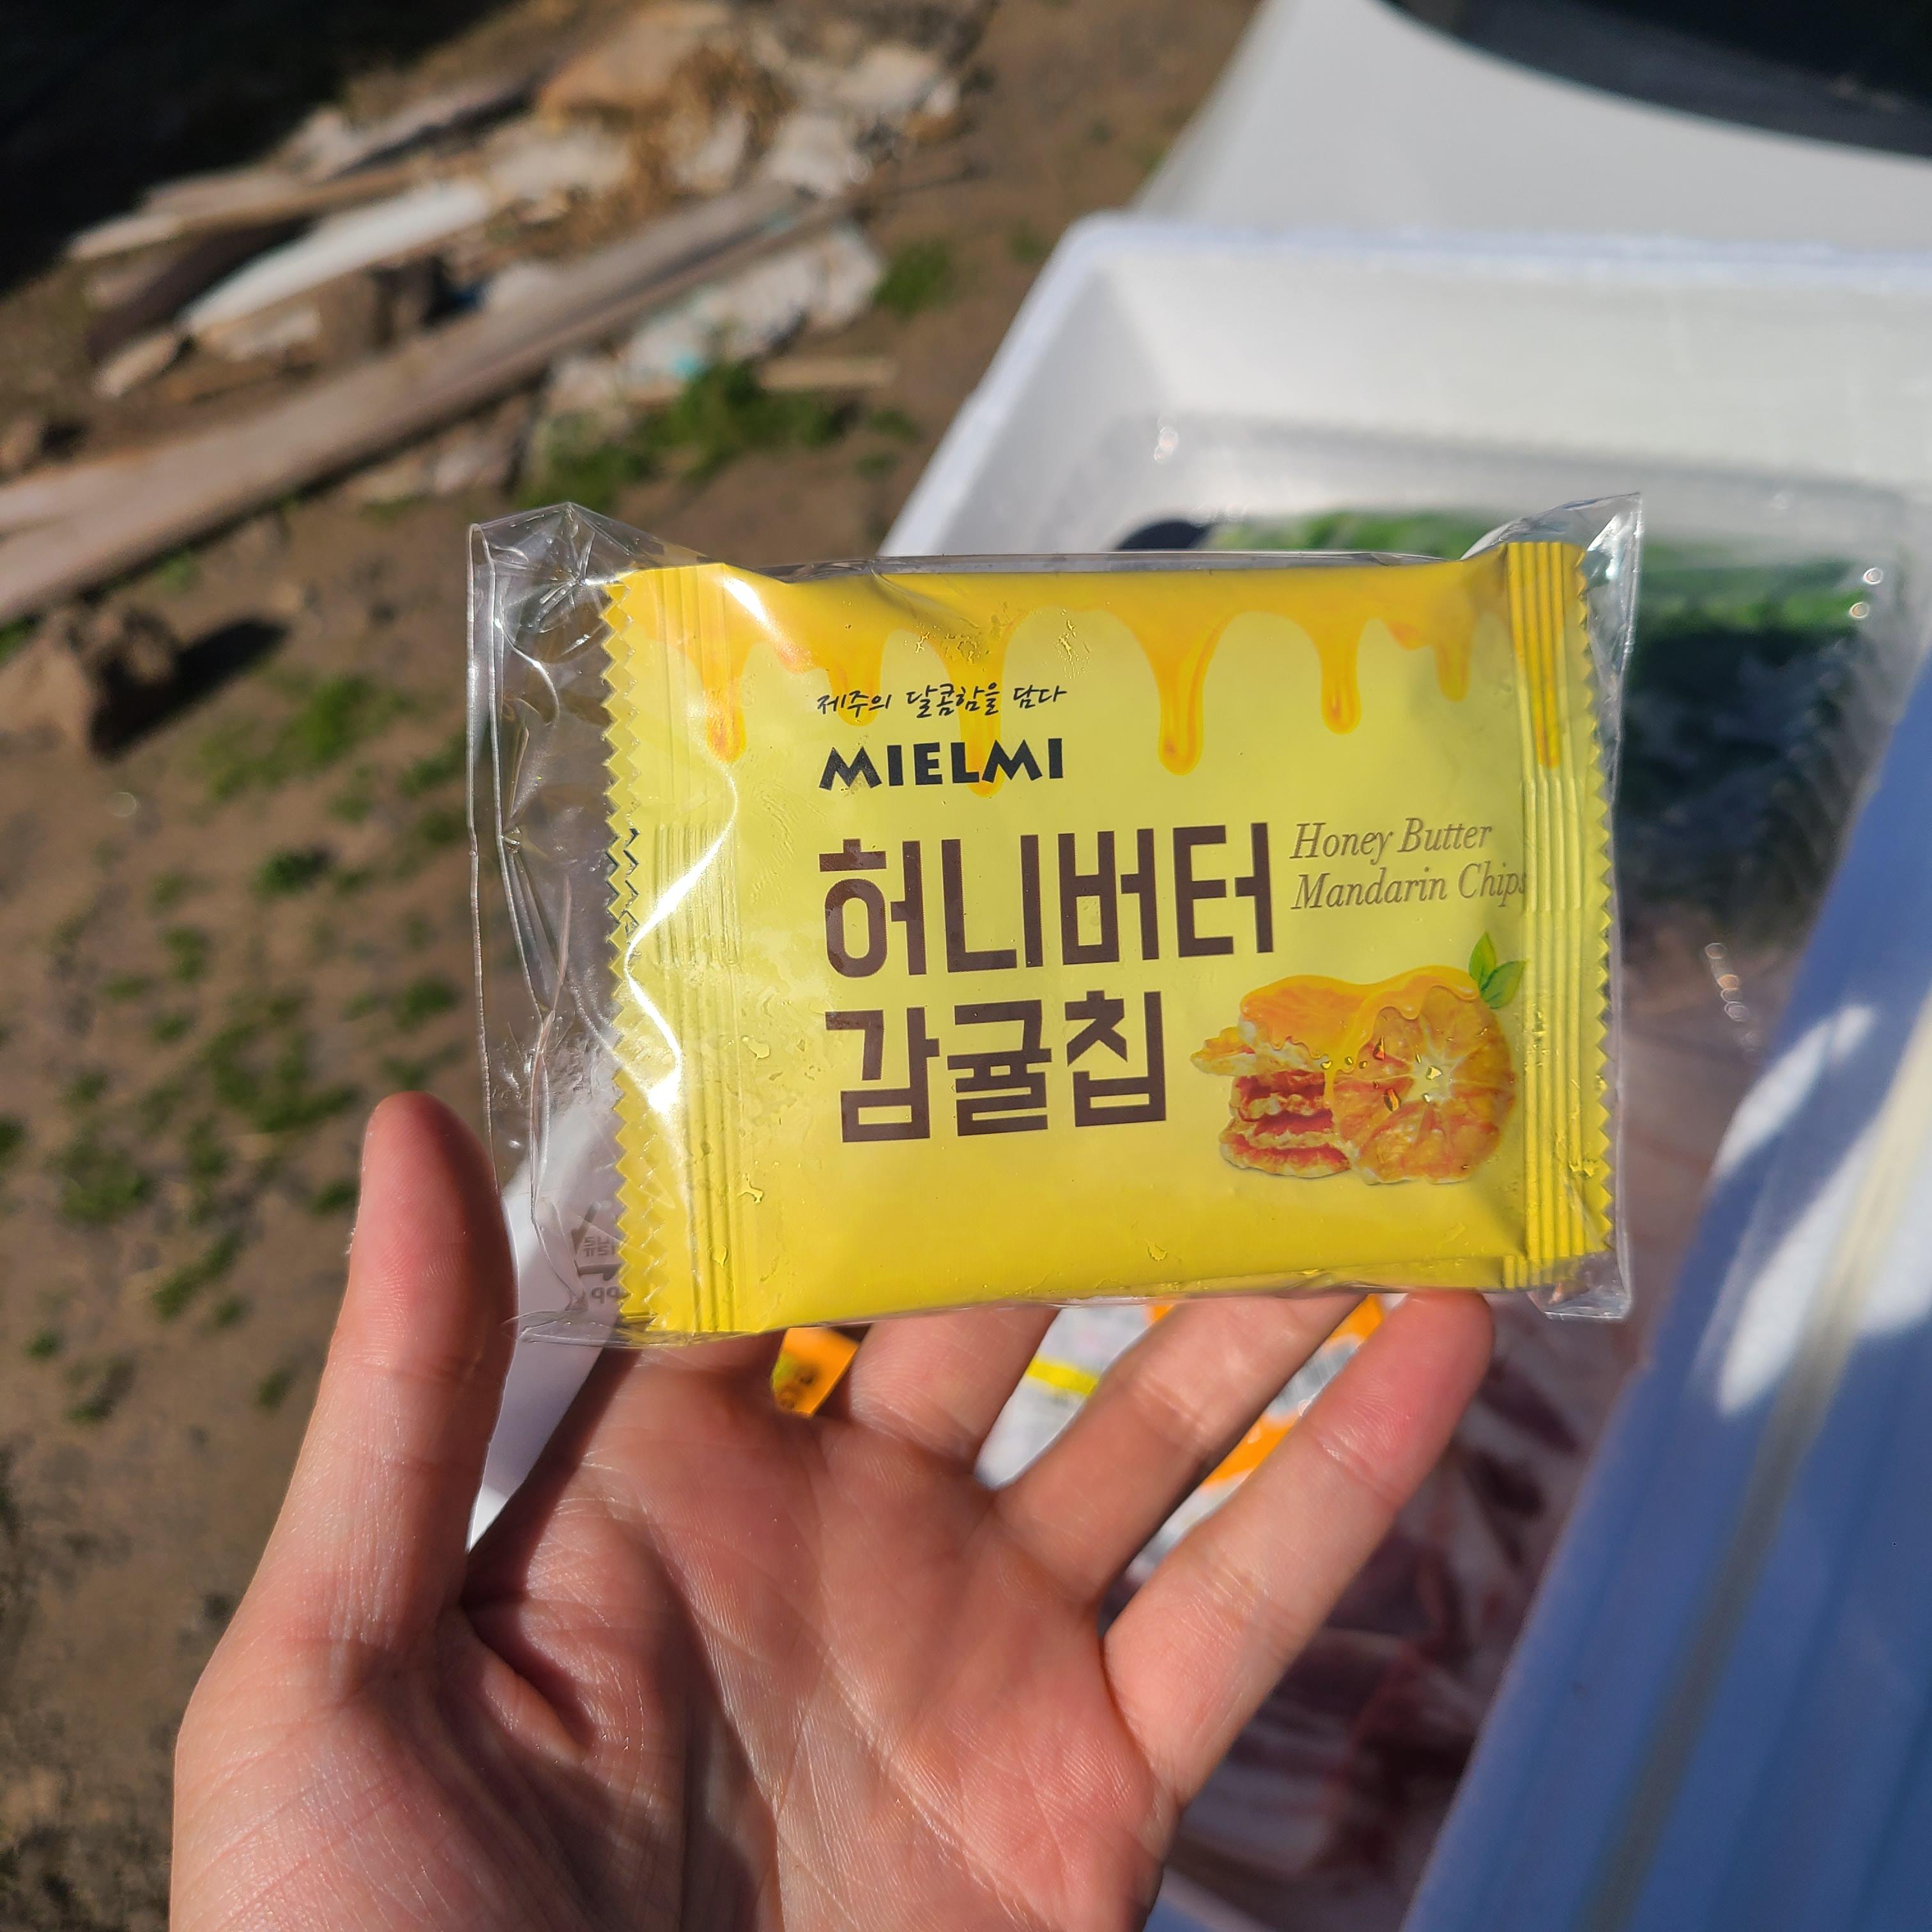 제주의 달콤함을 담다
MIELMI
허니버터
감귤칩
Honey Butter
Mandarin Chips